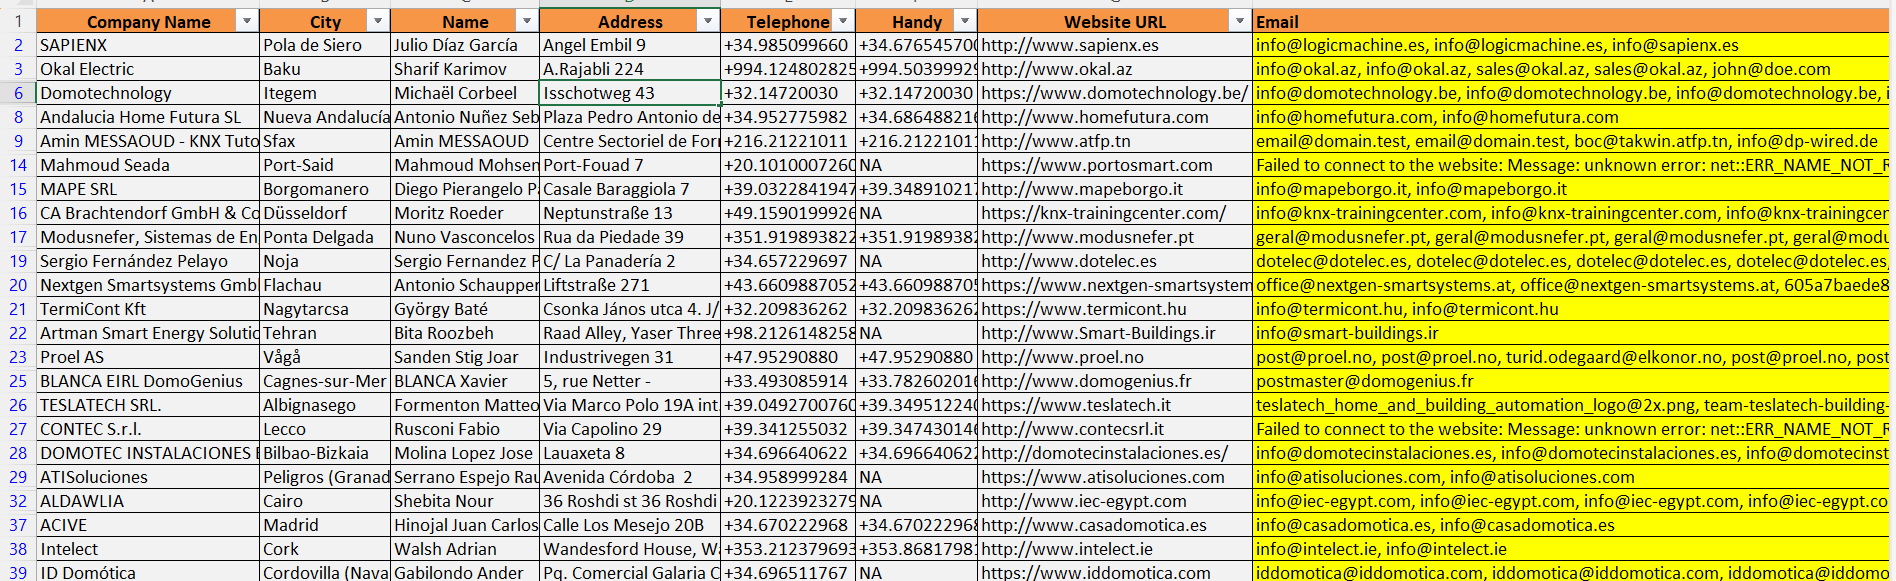 1 Company Name City Name Address Telephone Handy Website URL Email
2 SAPIENX Pola de Siero Julio Díaz García Angel Embil 9 +34.985099660 +34.676545700 http://www.sapienx.es info@logicmachine.es, info@logicmachine.es, info@sapienx.es
3 Okal Electric Baku Sharif Karimov A.Rajabli 224 +994.124802825 +994.50399929 http://www.okal.az info@okal.az, info@okal.az, sales@okal.az, sales@okal.az, john@doe.com
6 Domotechnology Itegem Michaël Corbeel Isschotweg 43 +32.14720030 +32.14720030 https://www.domotechnology.be/ info@domotechnology.be, info@domotechnology.be, info@domotechnology.be, i
8 Andalucia Home Futura SL Nueva Andalucía Antonio Nuñez Seb Plaza Pedro Antonio de +34.952775982 +34.686488216 http://www.homefutura.com info@homefutura.com, info@homefutura.com
9 Amin MESSAOUD - KNX Tuto Sfax Amin MESSAOUD Centre Sectoriel de For +216.21221011 +216.21221011 http://www.atfp.tn email@domain.test, email@domain.test, boc@takwin.atfp.tn, info@dp-wired.de
14 Mahmoud Seada Port-Said Mahmoud Mohsen Port-Fouad 7 +20.1010007260 NA https://www.portosmart.com Failed to connect to the website: Message: unknown error: net::ERR_NAME_NOT_R
15 MAPE SRL Borgomanero Diego Pierangelo P Casale Baraggiola 7 +39.0322841947 +39.348910217 http://www.mapeborgo.it info@mapeborgo.it, info@mapeborgo.it
16 CA Brachtendorf GmbH & Co Düsseldorf Moritz Roeder Neptunstraße 13 +49.1590199926 NA https://knx-trainingcenter.com/ info@knx-trainingcenter.com, info@knx-trainingcenter.com, info@knx-trainingcen
17 Modusnefer, Sistemas de En Ponta Delgada Nuno Vasconcelos Rua da Piedade 39 +351.919893822 +351.91989382 http://www.modusnefer.pt geral@modusnefer.pt, geral@modusnefer.pt, geral@modusnefer.pt, geral@modu
19 Sergio Fernández Pelayo Noja Sergio Fernandez P C/ La Panadería 2 +34.657229697 NA http://www.dotelec.es dotelec@dotelec.es, dotelec@dotelec.es, dotelec@dotelec.es, dotelec@dotelec.es,
20 Nextgen Smartsystems Gmb Flachau Antonio Schaupper Liftstraße 271 +43.6609887052 +43.66098870 https://www.nextgen-smartsystem office@nextgen-smartsystems.at, office@nextgen-smartsystems.at, 605a7baede8
21 TermiCont Kft Nagytarcsa György Baté Csonka János utca 4. J/ +32.209836262 +32.209836262 https://www.termicont.hu info@termicont.hu, info@termicont.hu
22 Artman Smart Energy Solutio Tehran Bita Roozbeh Raad Alley, Yaser Three +98.2126148258 NA http://www.Smart-Buildings.ir info@smart-buildings.ir
23 Proel AS Vågå Sanden Stig Joar Industrivegen 31 +47.95290880 +47.95290880 http://www.proel.no post@proel.no, post@proel.no, turid.odegaard@elkonor.no, post@proel.no, post
25 BLANCA EIRL DomoGenius Cagnes-sur-Mer BLANCA Xavier 5, rue Netter - +33.493085914 +33.782602016 http://www.domogenius.fr postmaster@domogenius.fr
26 TESLATECH SRL. Albignasego Formenton Matteo Via Marco Polo 19A int +39.0492700760 +39.349512240 http://www.teslatech.it teslatech_home_and_building_automation_logo@2x.png, team-teslatech-building-
27 CONTEC S.r.l. Lecco Rusconi Fabio Via Capolino 29 +39.341255032 +39.347430146 http://www.contecsrl.it Failed to connect to the website: Message: unknown error: net::ERR_NAME_NOT_R
28 DOMOTEC INSTALACIONES E Bilbao-Bizkaia Molina Lopez Jose Lauaxeta 8 +34.696640622 +34.696640622 http://domotecinstalaciones.es/ info@domotecinstalaciones.es, info@domotecinstalaciones.es, info@domotecinst
29 ATISoluciones Peligros (Granad Serrano Espejo Rau Avenida Córdoba 2 +34.958999284 NA http://www.atisoluciones.com info@atisoluciones.com, info@atisoluciones.com
32 ALDAWLIA Cairo Shebita Nour 36 Roshdi st 36 Roshdi +20.1223923279 NA http://www.iec-egypt.com info@iec-egypt.com, info@iec-egypt.com, info@iec-egypt.com, info@iec-egypt.co
37 ACIVE Madrid Hinojal Juan Carlos Calle Los Mesejo 20B +34.670222968 +34.670222968 http://www.casadomotica.es info@casadomotica.es, info@casadomotica.es
38 Intelect Cork Walsh Adrian Wandesford House, Wa +353.212379693 +353.86817981 http://www.intelect.ie info@intelect.ie, info@intelect.ie
39 ID Domótica Cordovilla (Nava Gabilondo Ander Pq. Comercial Galaria C +34.696511767 NA http://www.iddomotica.com iddomotica@iddomotica.com, iddomotica@iddomotica.com, iddomotica@iddomo